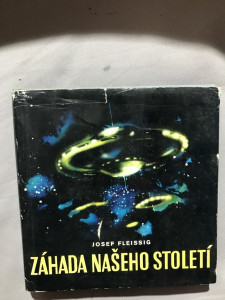 JOSEF FLEISSIG
ZÁHADA NAŠEHO STOLETÍ